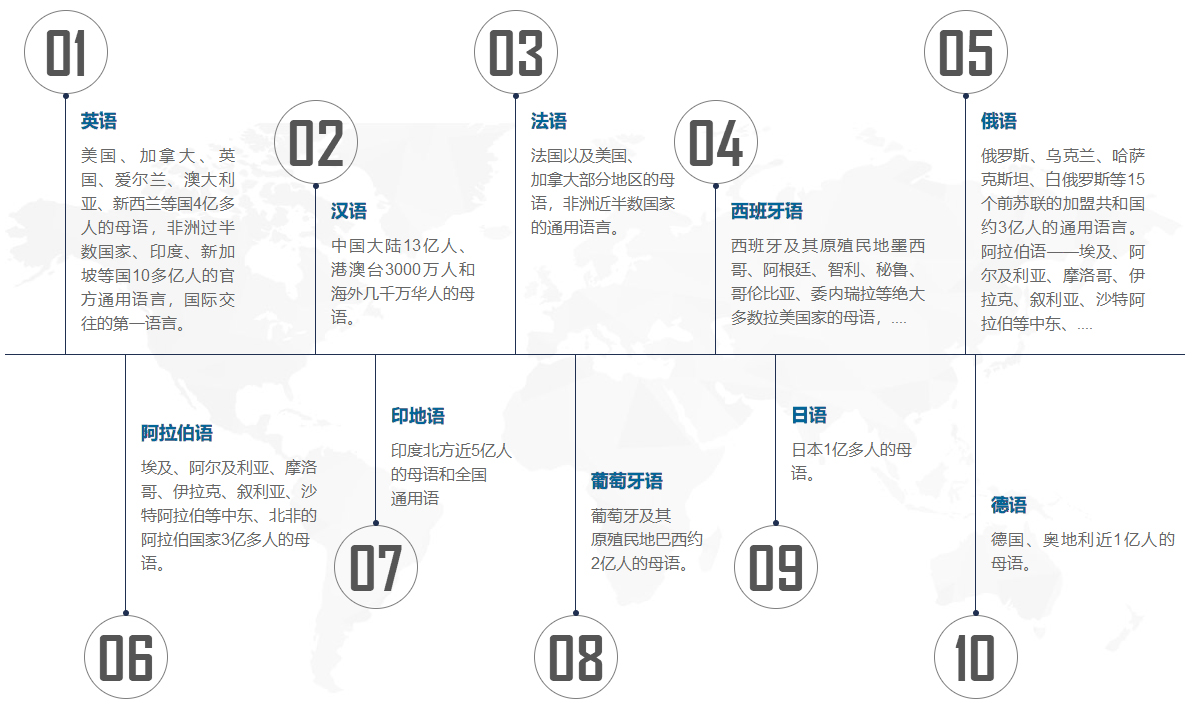 01
英语
美国、加拿大、英
国、爱尔兰、澳大利
亚、新西兰等国4亿多
人的母语，非洲过半
数国家、印度、新加
坡等国10多亿人的官
方通用语言，国际交
往的第一语言。
02
汉语
中国大陆13亿人、
港澳台3000万人和
海外几千万华人的母
语。
03
法语
法国以及美国、
加拿大部分地区的母
语，非洲近半数国家
的通用语言。
04
西班牙语
西班牙及其原殖民地墨西
哥、阿根廷、智利、秘鲁、
哥伦比亚、委内瑞拉等绝大
多数拉美国家的母语，....
05
俄语
俄罗斯、乌克兰、哈萨
克斯坦、白俄罗斯等15
个前苏联的加盟共和国
约3亿人的通用语言。
阿拉伯语——埃及、阿
尔及利亚、摩洛哥、伊
拉克、叙利亚、沙特阿
拉伯等中东、....
阿拉伯语
埃及、阿尔及利亚、摩洛
哥、伊拉克、叙利亚、沙
特阿拉伯等中东、北非的
阿拉伯国家3亿多人的母
语。
06
印地语
印度北方近5亿人
的母语和全国
通用语
07
葡萄牙语
葡萄牙及其
原殖民地巴西约
2亿人的母语。
08
日语
日本1亿多人的母
语。
09
德语
德国、奥地利近1亿人的
母语。
10